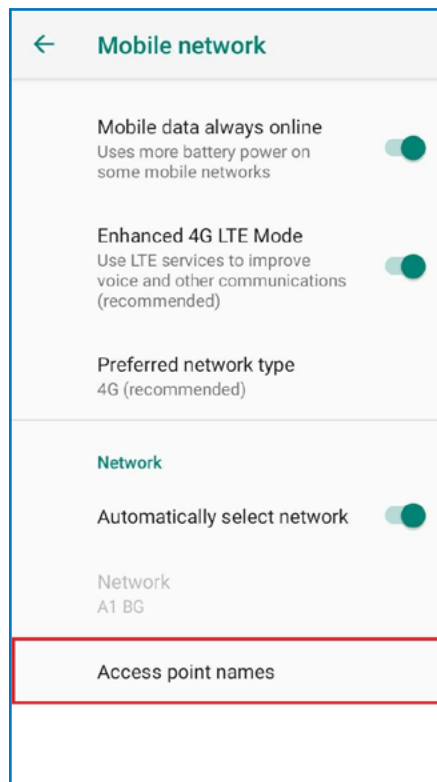 Mobile network
Mobile data always online
Uses more battery power on
some mobile networks
Enhanced 4G LTE Mode
Use LTE services to improve
voice and other communications
(recommended)
Preferred network type
4G (recommended)
Network
Automatically select network
Network
A1 BG
Access point names